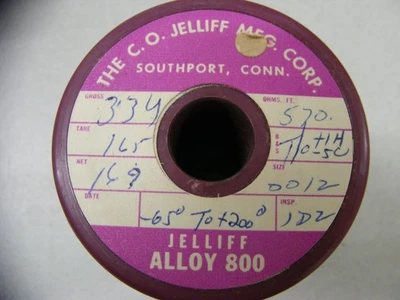 THE C. O. JELLIFF MFG. CORP.
SOUTHPORT, CONN.
GROSS 334 OHMS. FT. 570.
TARE 165
NET 169 SIZE .0012
DATE -65° To +200° INSP. 1D2
JELLIFF
ALLOY 800